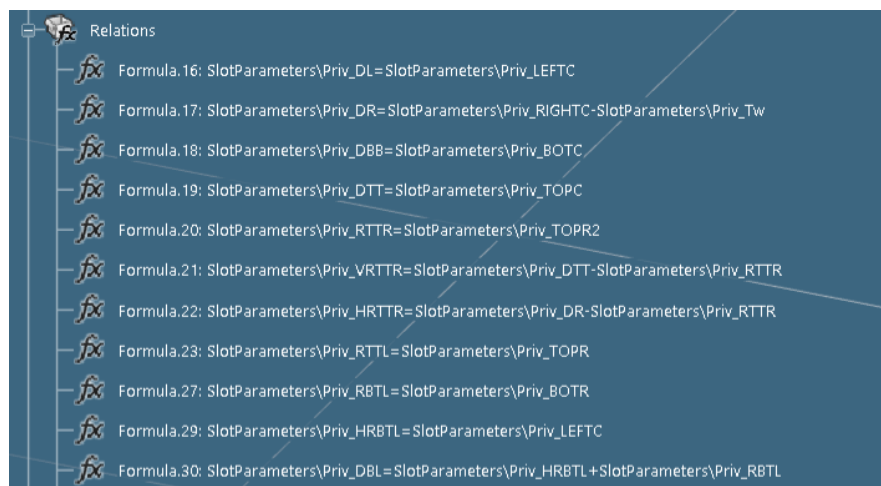 Relations
Formula.16: SlotParameters\Priv_DL=SlotParameters\Priv_LEFTC
Formula.17: SlotParameters\Priv_DR=SlotParameters\Priv_RIGHTC-SlotParameters\Priv_Tw
Formula.18: SlotParameters\Priv_DBB=SlotParameters\Priv_BOTC
Formula.19: SlotParameters\Priv_DTT=SlotParameters\Priv_TOPC
Formula.20: SlotParameters\Priv_RTTR=SlotParameters\Priv_TOPR2
Formula.21: SlotParameters\Priv_VRTTR=SlotParameters\Priv_DTT-SlotParameters\Priv_RTTR
Formula.22: SlotParameters\Priv_HRTTR=SlotParameters\Priv_DR-SlotParameters\Priv_RTTR
Formula.23: SlotParameters\Priv_RTTL=SlotParameters\Priv_TOPR
Formula.27: SlotParameters\Priv_RBTL=SlotParameters\Priv_BOTR
Formula.29: SlotParameters\Priv_HRBTL=SlotParameters\Priv_LEFTC
Formula.30: SlotParameters\Priv_DBL=SlotParameters\Priv_HRBTL+SlotParameters\Priv_RBTL